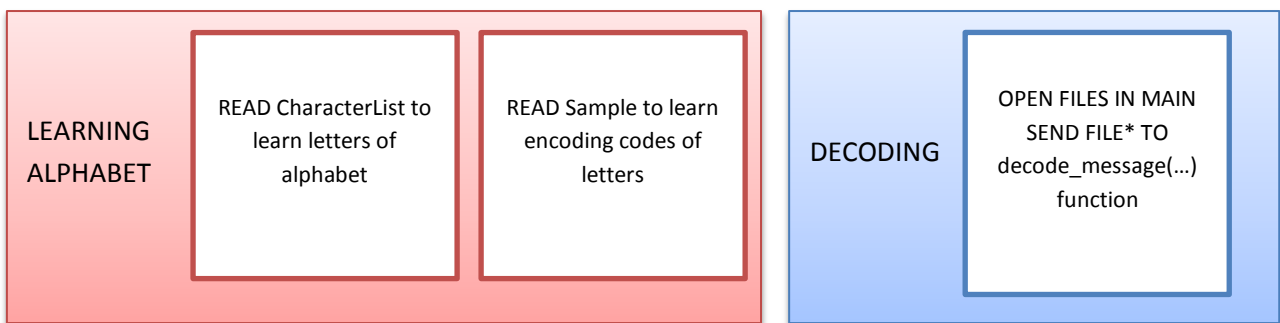 LEARNING
ALPHABET
READ CharacterList to
learn letters of
alphabet
READ Sample to learn
encoding codes of
letters
DECODING
OPEN FILES IN MAIN
SEND FILE* TO
decode_message(…)
function